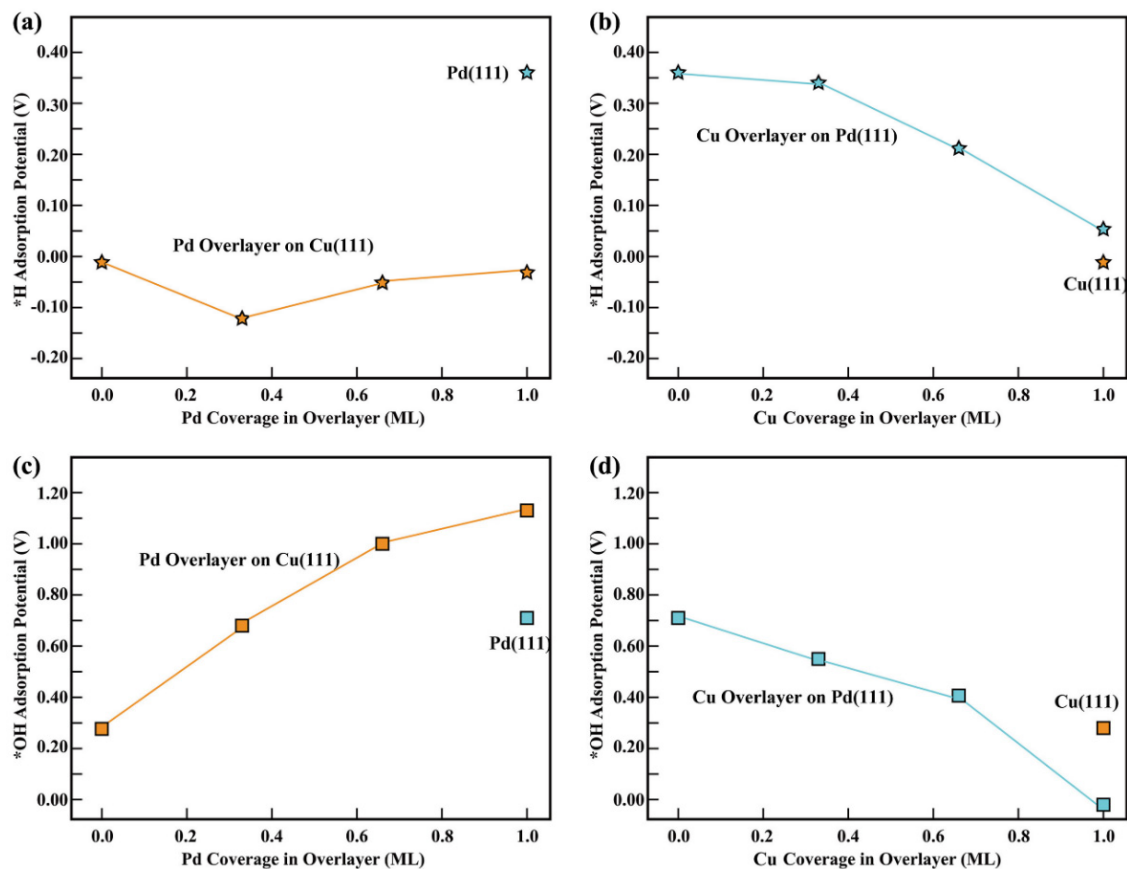 (a)
0.40
0.30
0.20
0.10
0.00
-0.10
-0.20
*H Adsorption Potential (V)
Pd(111)
Pd Overlayer on Cu(111)
0.0 0.2 0.4 0.6 0.8 1.0
Pd Coverage in Overlayer (ML)
(b)
0.40
0.30
0.20
0.10
0.00
-0.10
-0.20
*H Adsorption Potential (V)
Cu Overlayer on Pd(111)
Cu(111)
0.0 0.2 0.4 0.6 0.8 1.0
Cu Coverage in Overlayer (ML)
(c)
1.20
1.00
0.80
0.60
0.40
0.20
0.00
*OH Adsorption Potential (V)
Pd Overlayer on Cu(111)
Pd(111)
0.0 0.2 0.4 0.6 0.8 1.0
Pd Coverage in Overlayer (ML)
(d)
1.20
1.00
0.80
0.60
0.40
0.20
0.00
*OH Adsorption Potential (V)
Cu(111)
Cu Overlayer on Pd(111)
0.0 0.2 0.4 0.6 0.8 1.0
Cu Coverage in Overlayer (ML)